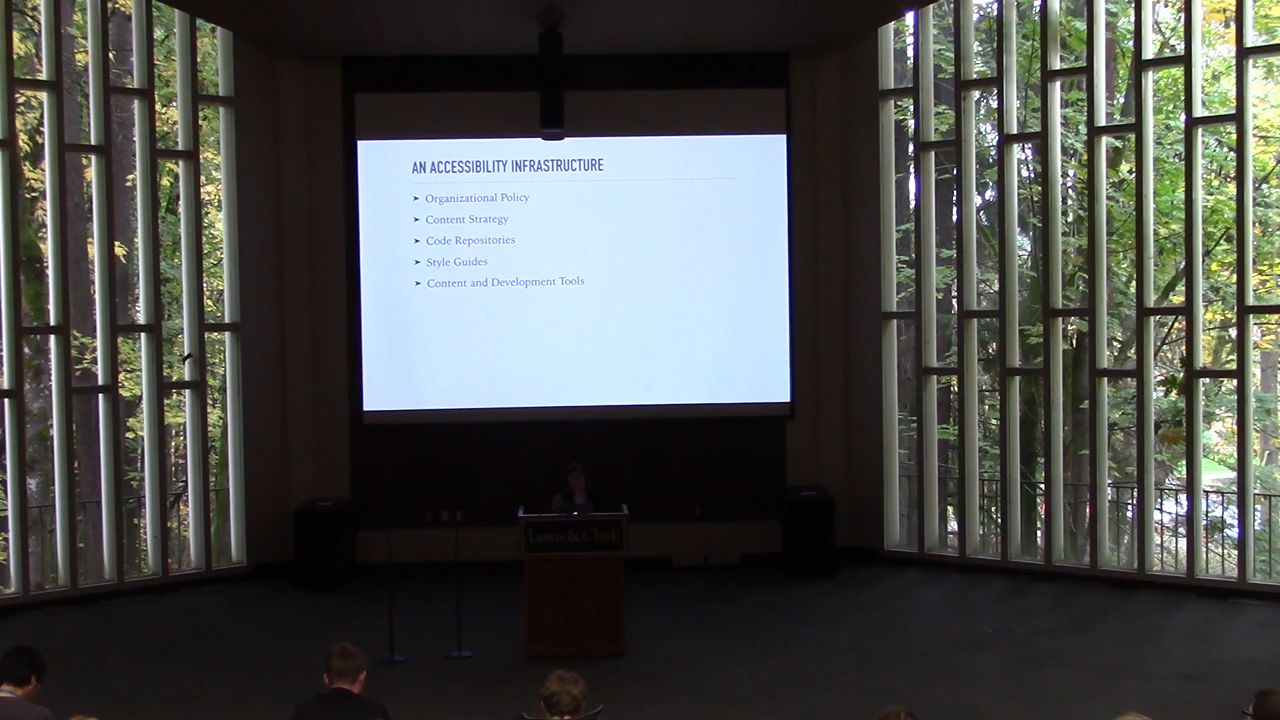 AN ACCESSIBILITY INFRASTRUCTURE
➤ Organizational Policy
➤ Content Strategy
➤ Code Repositories
➤ Style Guides
➤ Content and Development Tools
Lewis & Clark